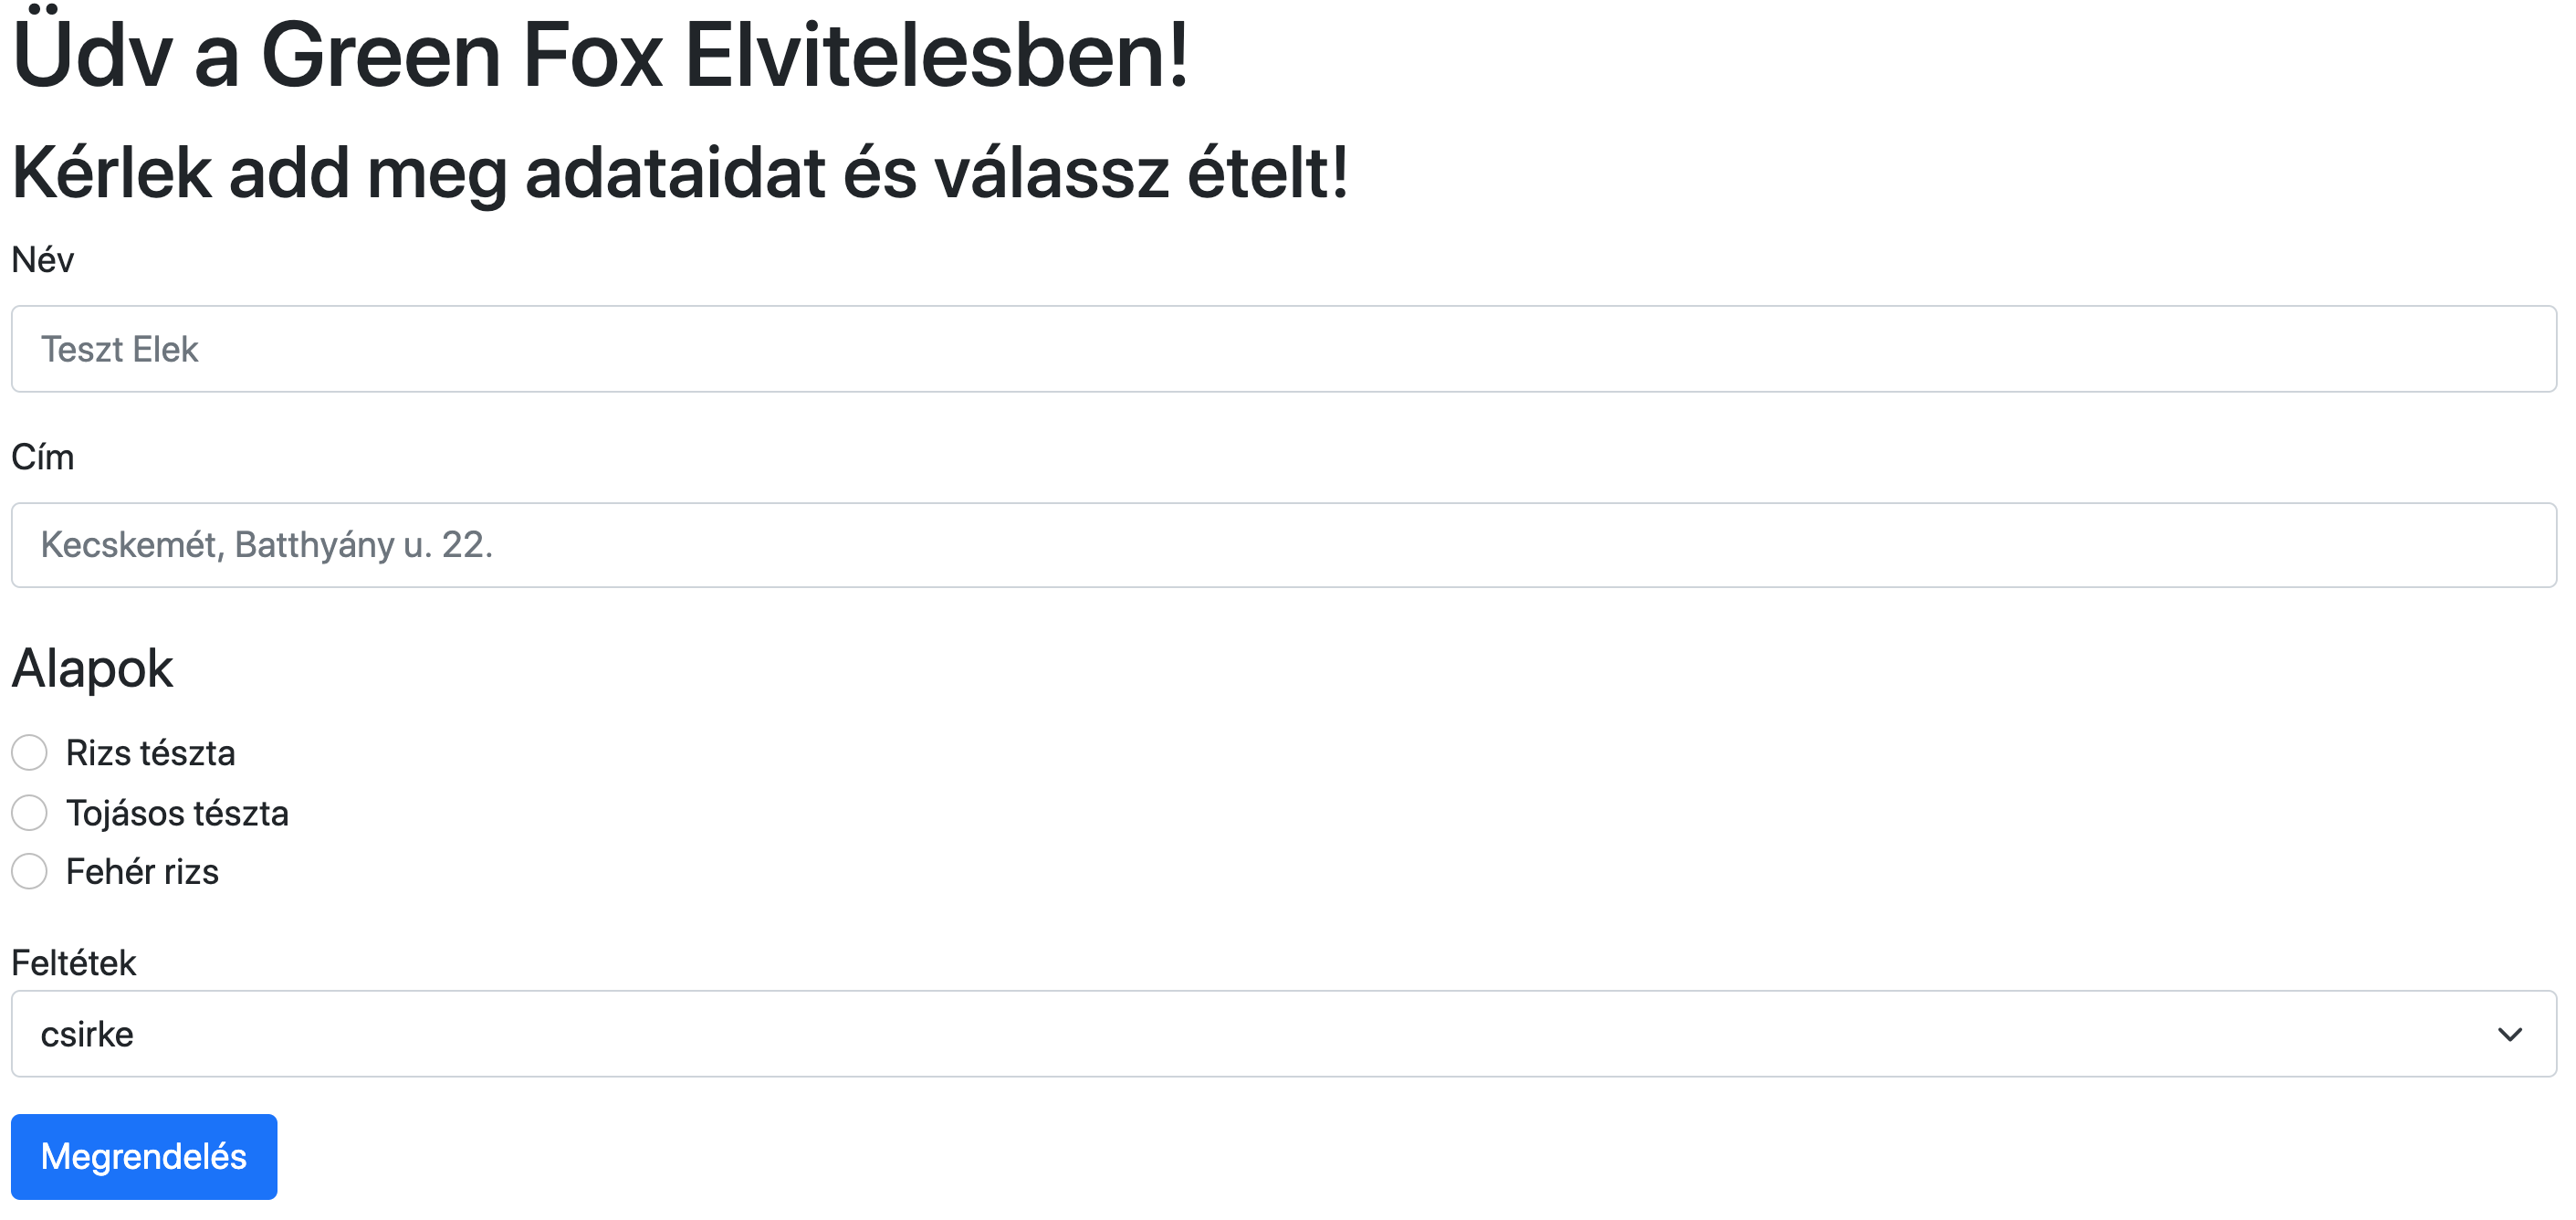 Üdv a Green Fox Elvitelesben!
Kérlek add meg adataidat és válassz ételt!
Név
Teszt Elek
Cím
Kecskemét, Batthyány u. 22.
Alapok
Rizs tészta
Tojásos tészta
Fehér rizs
Feltétek
csirke
Megrendelés